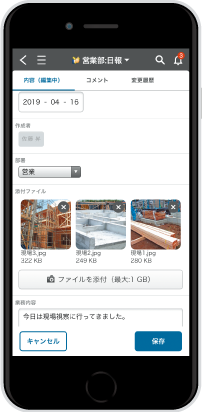 営業部:日報
内容（編集中） コメント 変更履歴
2019 - 04 - 16
作成者
部署
営業
添付ファイル
現場3.jpg 現場2.jpg 現場1.jpg
322 KB 249 KB 280 KB
ファイルを添付（最大:1 GB）
業務内容
今日は現場視察に行ってきました。
キャンセル 保存